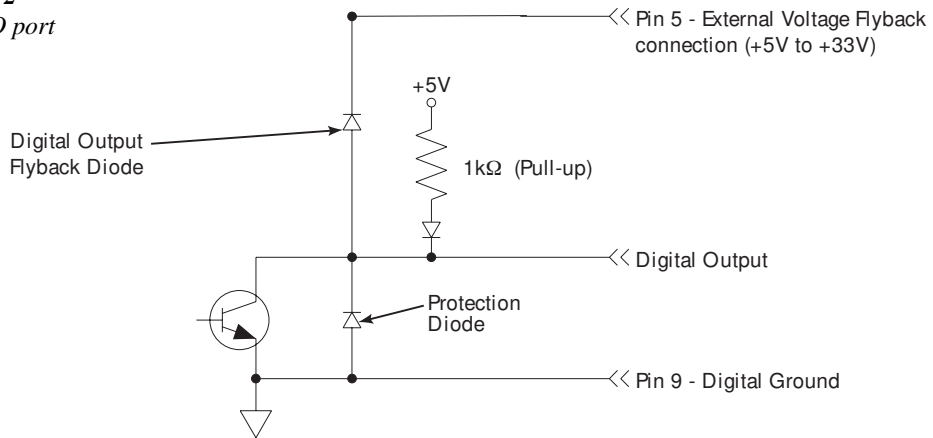 O port
Pin 5 - External Voltage Flyback
connection (+5V to +33V)
+5V
Digital Output
Flyback Diode
1kΩ (Pull-up)
Digital Output
Protection
Diode
Pin 9 - Digital Ground